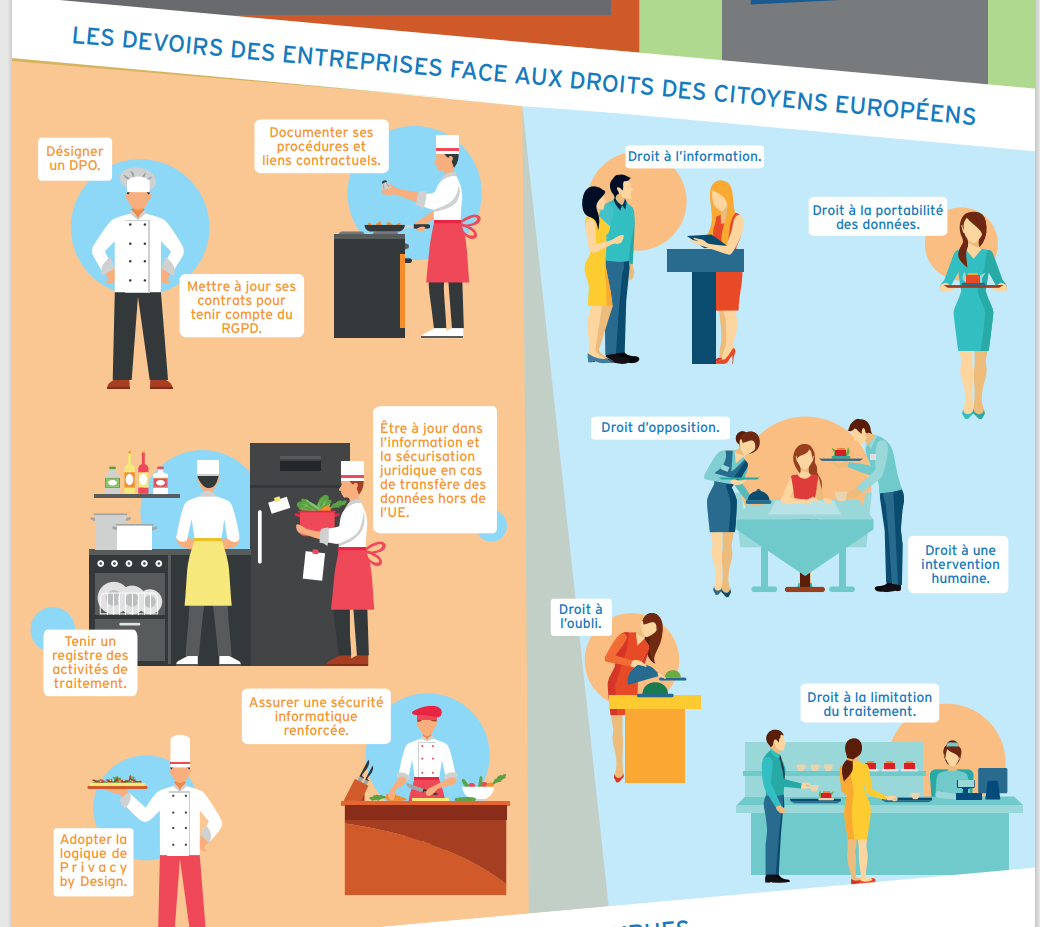 LES DEVOIRS DES ENTREPRISES FACE AUX DROITS DES CITOYENS EUROPÉENS
Désigner
un DPO.
Documenter ses
procédures et
liens contractuels.
Mettre à jour ses
contrats pour
tenir compte du
RGPD.
Être à jour dans
l'information et
la sécurisation
juridique en cas
de transfère des
données hors de
l'UE.
Tenir un
registre des
activités de
traitement.
Assurer une sécurité
informatique
renforcée.
Adopter la
logique de
Privacy
by Design.
Droit à l'information.
Droit à la portabilité
des données.
Droit d'opposition.
Droit à une
intervention
humaine.
Droit à
l'oubli.
Droit à la limitation
du traitement.